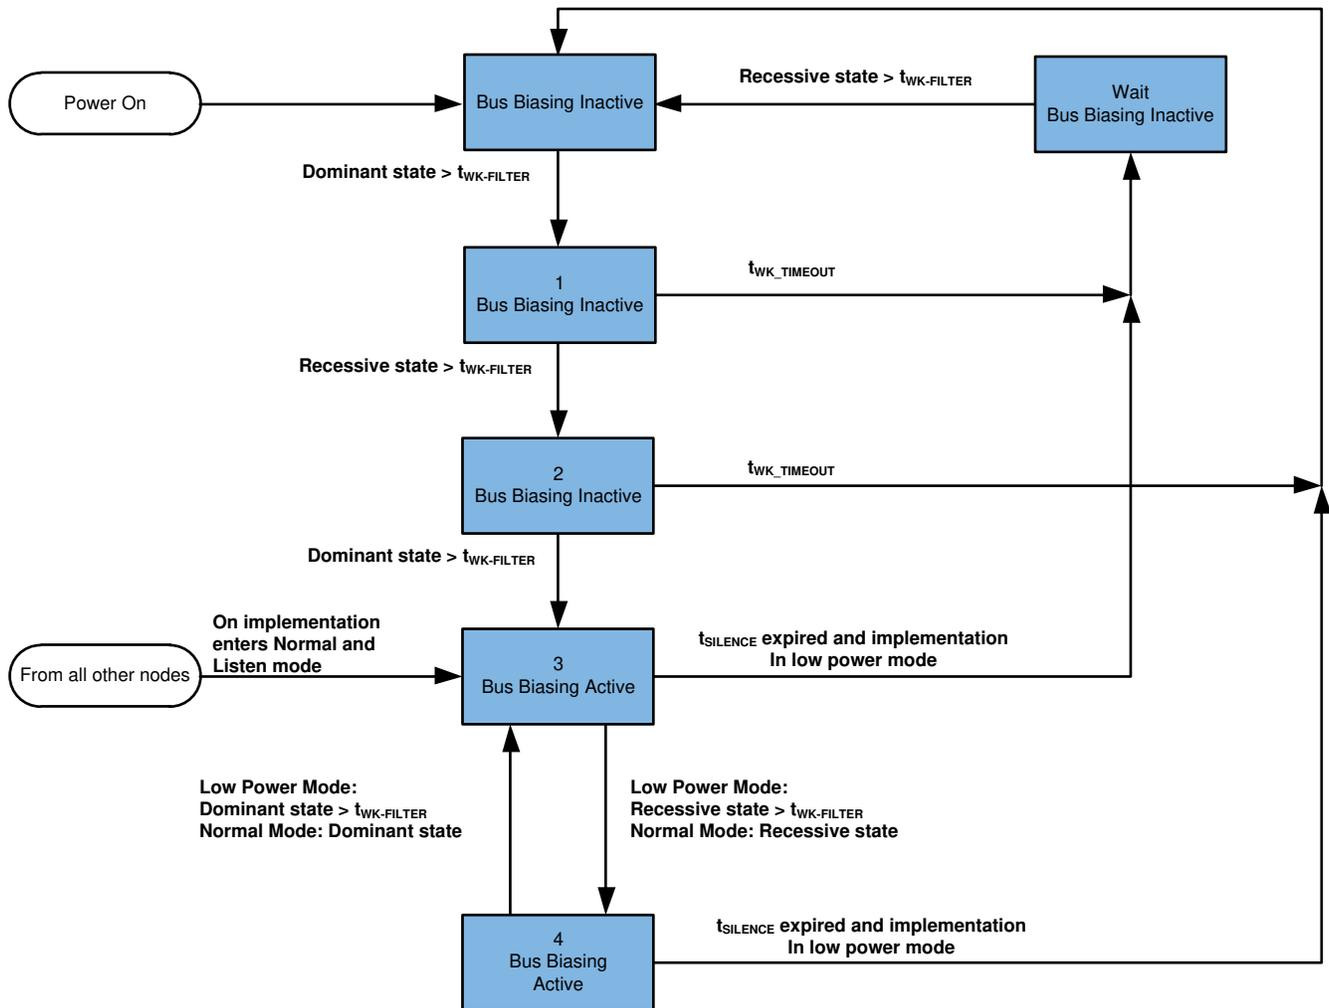 Power On
Bus Biasing Inactive
Recessive state > tWK-FILTER
Wait
Bus Biasing Inactive
Dominant state > tWK-FILTER
1
Bus Biasing Inactive
tWK_TIMEOUT
Recessive state > tWK-FILTER
2
Bus Biasing Inactive
tWK_TIMEOUT
Dominant state > tWK-FILTER
From all other nodes
On implementation
enters Normal and
Listen mode
3
Bus Biasing Active
tSILENCE expired and implementation
In low power mode
Low Power Mode:
Dominant state > tWK-FILTER
Normal Mode: Dominant state
Low Power Mode:
Recessive state > tWK-FILTER
Normal Mode: Recessive state
4
Bus Biasing
Active
tSILENCE expired and implementation
In low power mode